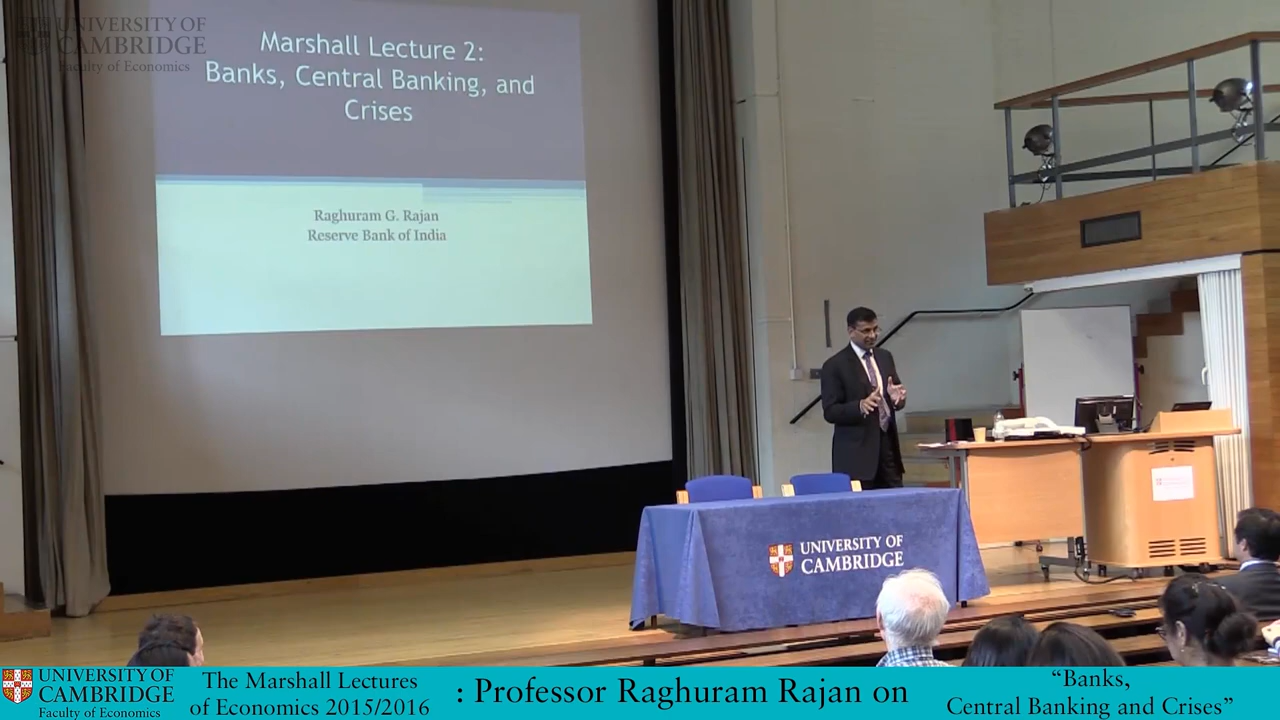 UNIVERSITY OF
CAMBRIDGE
Faculty of Economics
Marshall Lecture 2:
Banks, Central Banking, and
Crises
Raghuram G. Rajan
Reserve Bank of India
UNIVERSITY OF
CAMBRIDGE
UNIVERSITY OF
CAMBRIDGE
Faculty of Economics
The Marshall Lectures
of Economics 2015/2016
: Professor Raghuram Rajan on
“Banks,
Central Banking and Crises”